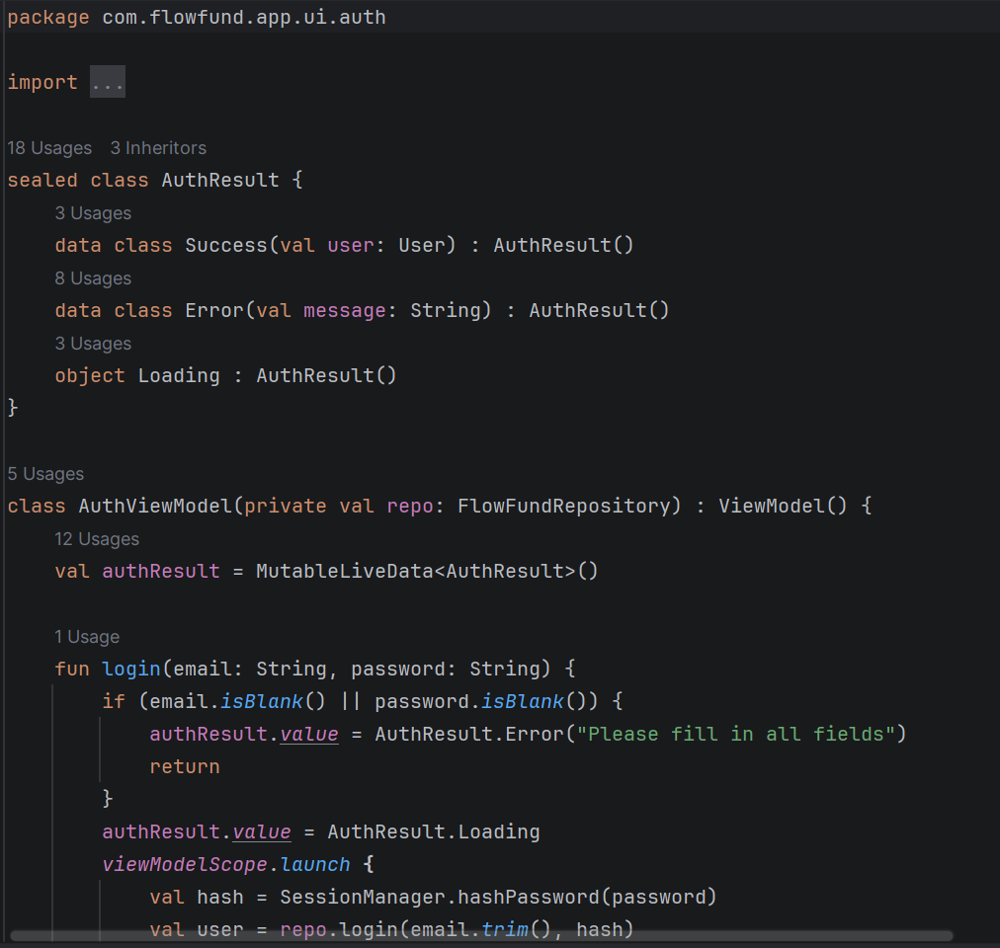 package com.flowfund.app.ui.auth
import ...
18 Usages 3 Inheritors
sealed class AuthResult {
3 Usages
data class Success(val user: User) : AuthResult()
8 Usages
data class Error(val message: String) : AuthResult()
3 Usages
object Loading : AuthResult()
}
5 Usages
class AuthViewModel(private val repo: FlowFundRepository) : ViewModel() {
12 Usages
val authResult = MutableLiveData<AuthResult>()
1 Usage
fun login(email: String, password: String) {
if (email.isBlank() || password.isBlank()) {
authResult.value = AuthResult.Error("Please fill in all fields")
return
}
authResult.value = AuthResult.Loading
viewModelScope.launch {
val hash = SessionManager.hashPassword(password)
val user = repo.login(email.trim(), hash)